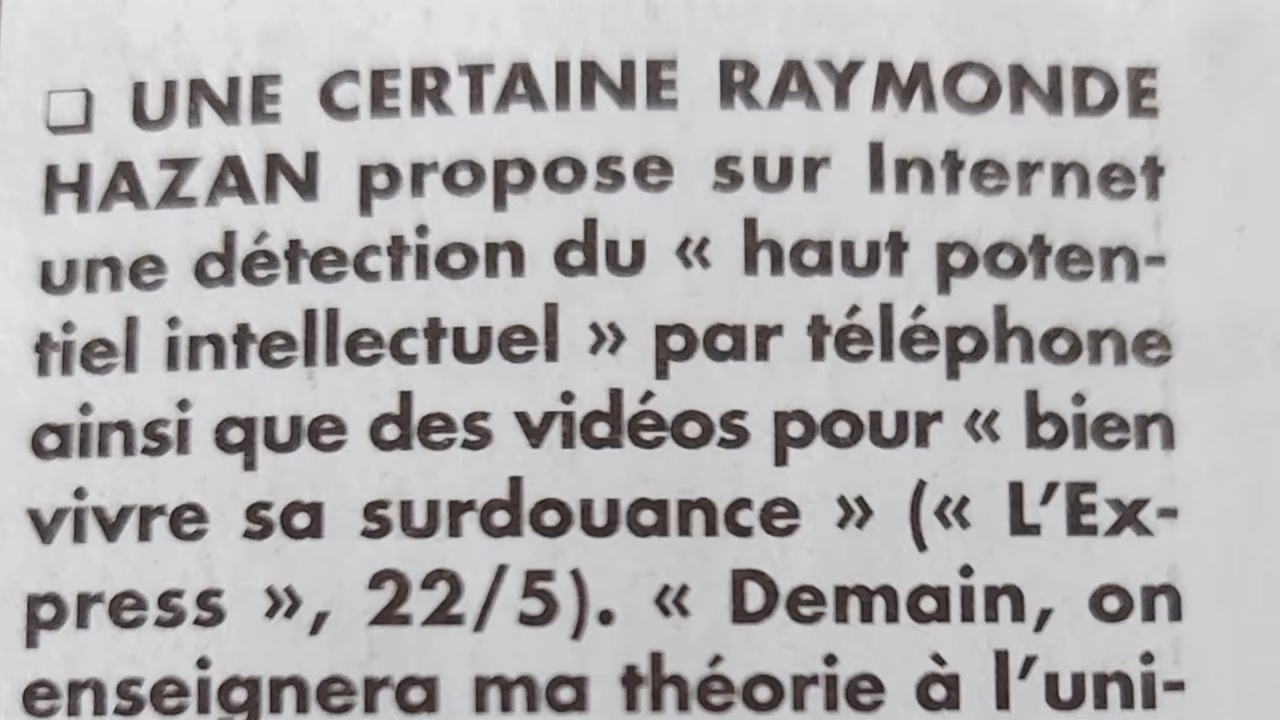 ❏ UNE CERTAINE RAYMONDE
HAZAN propose sur Internet
une détection du « haut poten-
tiel intellectuel » par téléphone
ainsi que des vidéos pour « bien
vivre sa surdouance » (« L’Ex-
press », 22/5). « Demain, on
enseignera ma théorie à l’uni-